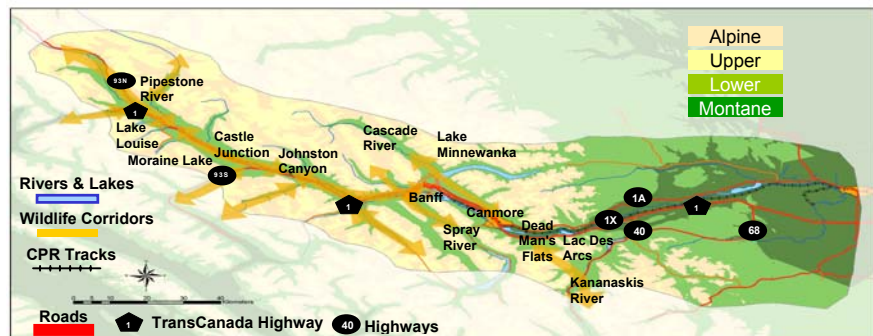 Alpine
Upper
Lower
Montane
93N
Pipestone
River
1
Lake
Louise
Moraine Lake
93S
Castle
Junction
Johnston
Canyon
Cascade
River
Lake
Minnewanka
1
Banff
Canmore
Spray
River
Dead
Man's
Flats
Lac Des
Arcs
Kananaskis
River
1A
1X
40
1
68
Rivers & Lakes
Wildlife Corridors
CPR Tracks
Roads
1 TransCanada Highway 40 Highways